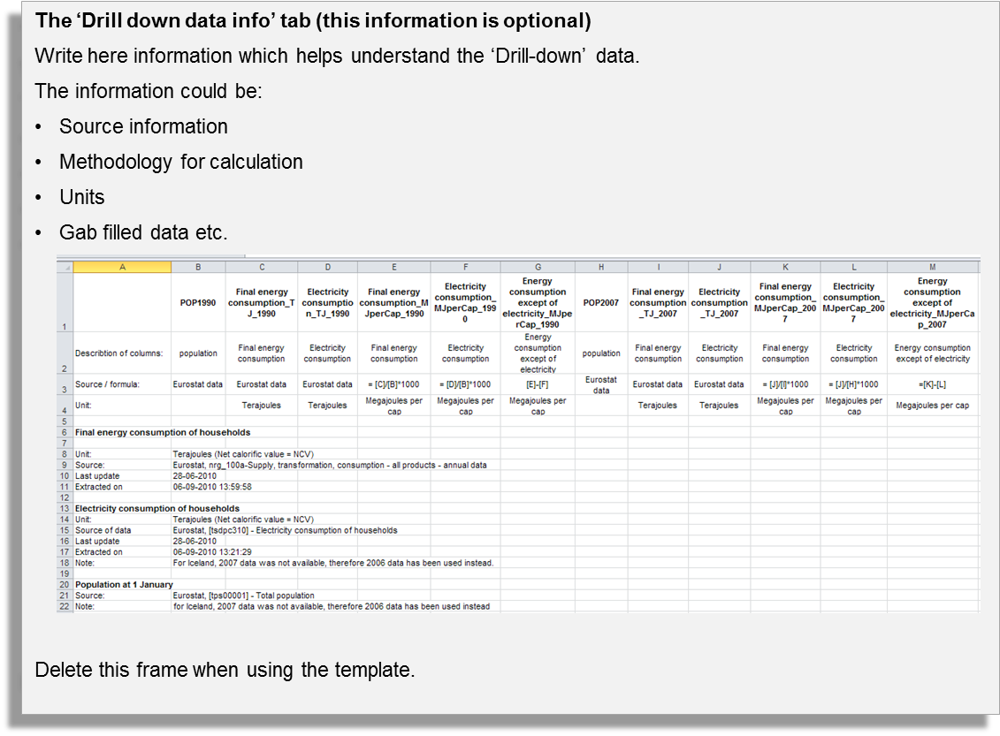 The ‘Drill down data info’ tab (this information is optional)
Write here information which helps understand the ‘Drill-down’ data.
The information could be:
• Source information
• Methodology for calculation
• Units
• Gab filled data etc.
A B C D E F G H I J K L M
1 POP1990 Final energy consumption_TJ_1990 Electricity consumption_TJ_1990 Final energy consumption_MJperCap_1990 Electricity consumption_MJperCap_1990 Energy consumption except of electricity_MJperCap_1990 POP2007 Final energy consumption_TJ_2007 Electricity consumption_TJ_2007 Final energy consumption_MJperCap_2007 Electricity consumption_MJperCap_2007 Energy consumption except of electricity_MJperCap_2007
2 Describtion of columns: population Final energy consumption Electricity consumption Final energy consumption Electricity consumption Energy consumption except of electricity population Final energy consumption Electricity consumption Final energy consumption Electricity consumption Energy consumption except of electricity
3 Source / formula: Eurostat data Eurostat data Eurostat data = [C]/[B]*1000 = [D]/[B]*1000 [E]-[F] Eurostat data Eurostat data Eurostat data = [J]/[I]*1000 = [J]/[H]*1000 =[K]-[L]
4 Unit: Terajoules Terajoules Megajoules per cap Megajoules per cap Megajoules per cap Terajoules Terajoules Megajoules per cap Megajoules per cap Megajoules per cap
5
6 Final energy consumption of households
7
8 Unit: Terajoules (Net calorific value = NCV)
9 Source: Eurostat, nrg_100a-Supply, transformation, consumption - all products - annual data
10 Last update 28-06-2010
11 Extracted on 06-09-2010 13:59:58
12
13 Electricity consumption of households
14 Unit: Terajoules (Net calorific value = NCV)
15 Source of data Eurostat, [tsdpc310] - Electricity consumption of households
16 Last update 28-06-2010
17 Extracted on 06-09-2010 13:21:29
18 Note: For Iceland, 2007 data was not available, therefore 2006 data has been used instead.
19
20 Population at 1 January
21 Source: Eurostat, [tps00001] - Total population
22 Note: for Iceland, 2007 data was not available, therefore 2006 data has been used instead
Delete this frame when using the template.